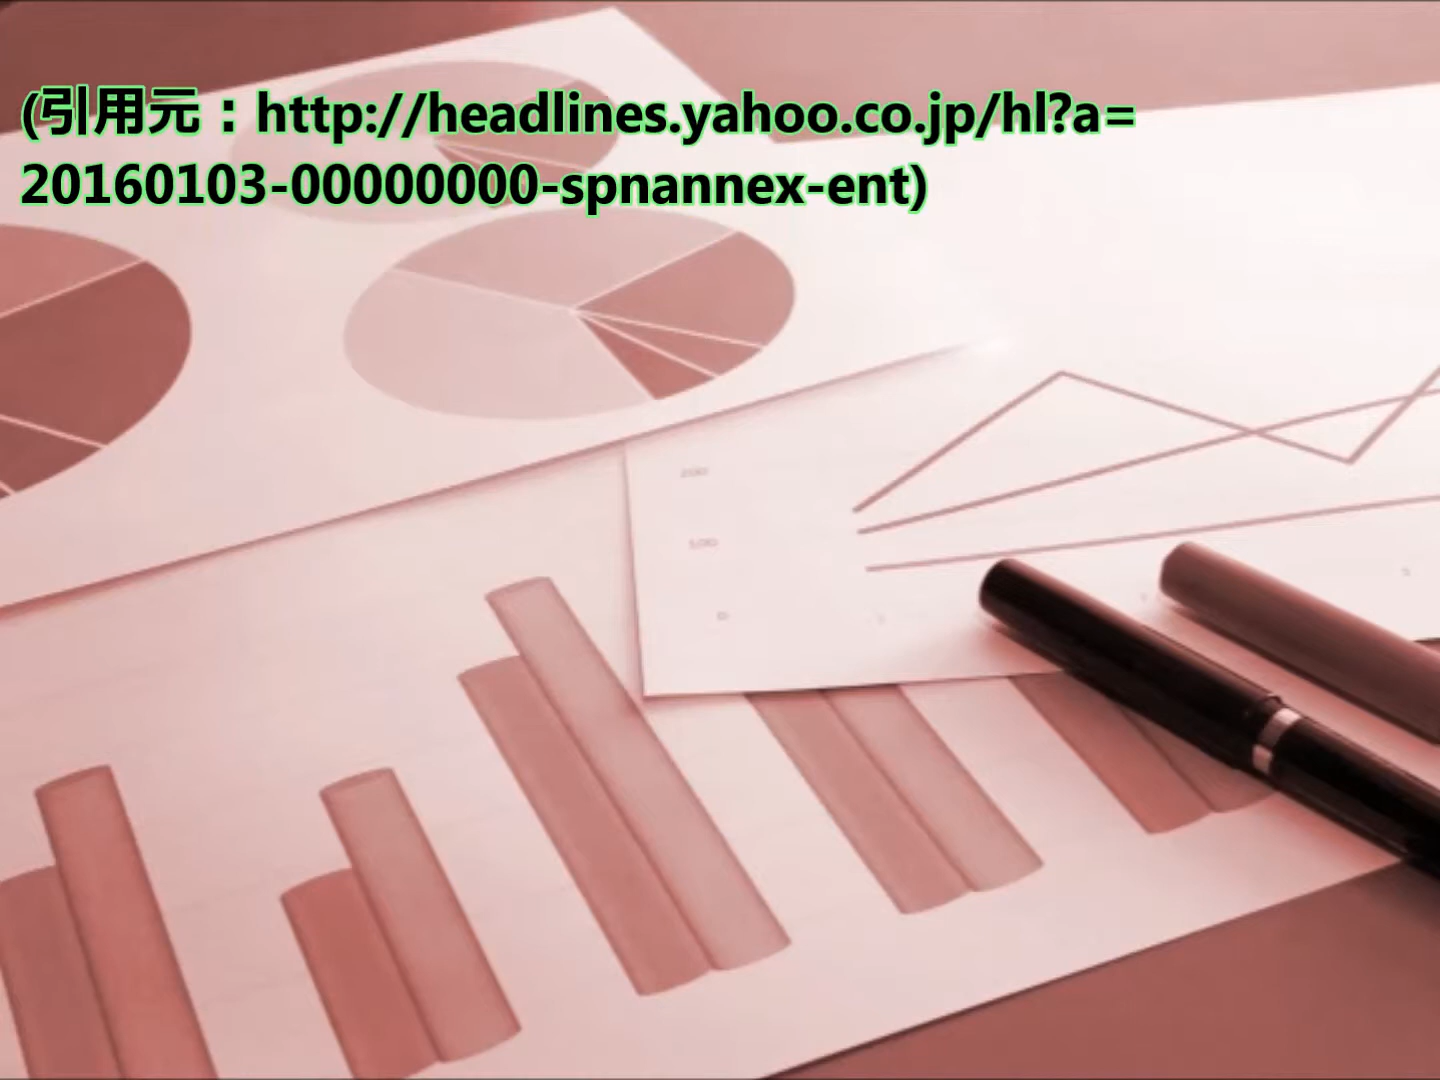 (引用元：http://headlines.yahoo.co.jp/hl?a=
20160103-00000000-spnannex-ent)